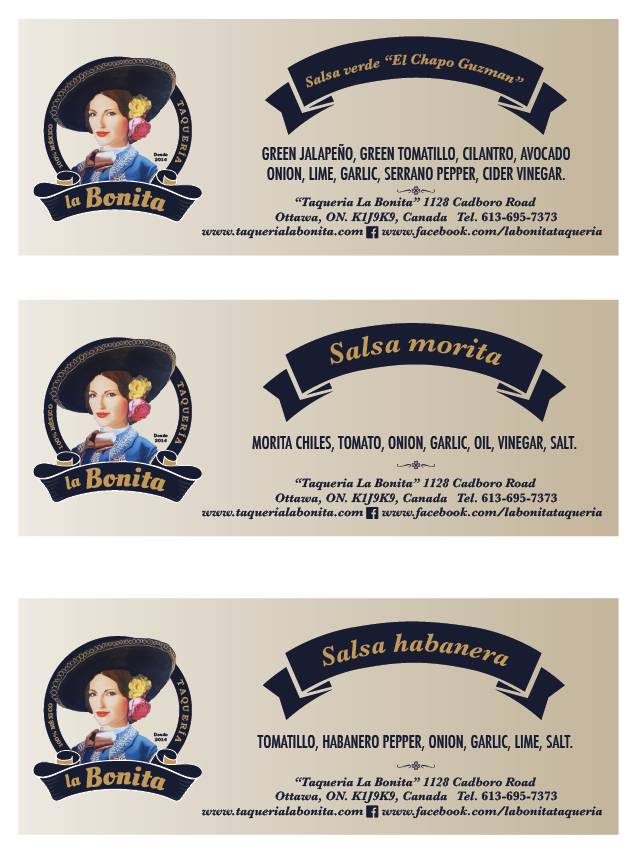 100% MÉXICO
TAQUERÍA
Desde
2014
la Bonita
Salsa verde “El Chapo Guzman”
GREEN JALAPEÑO, GREEN TOMATILLO, CILANTRO, AVOCADO
ONION, LIME, GARLIC, SERRANO PEPPER, CIDER VINEGAR.
“Taqueria La Bonita” 1128 Cadboro Road
Ottawa, ON. K1J9K9, Canada Tel. 613-695-7373
www.taquerialabonita.com f www.facebook.com/labonitataqueria
100% MÉXICO
TAQUERÍA
Desde
2014
la Bonita
Salsa morita
MORITA CHILES, TOMATO, ONION, GARLIC, OIL, VINEGAR, SALT.
“Taqueria La Bonita” 1128 Cadboro Road
Ottawa, ON. K1J9K9, Canada Tel. 613-695-7373
www.taquerialabonita.com f www.facebook.com/labonitataqueria
100% MÉXICO
TAQUERÍA
Desde
2014
la Bonita
Salsa habanera
TOMATILLO, HABANERO PEPPER, ONION, GARLIC, LIME, SALT.
“Taqueria La Bonita” 1128 Cadboro Road
Ottawa, ON. K1J9K9, Canada Tel. 613-695-7373
www.taquerialabonita.com f www.facebook.com/labonitataqueria